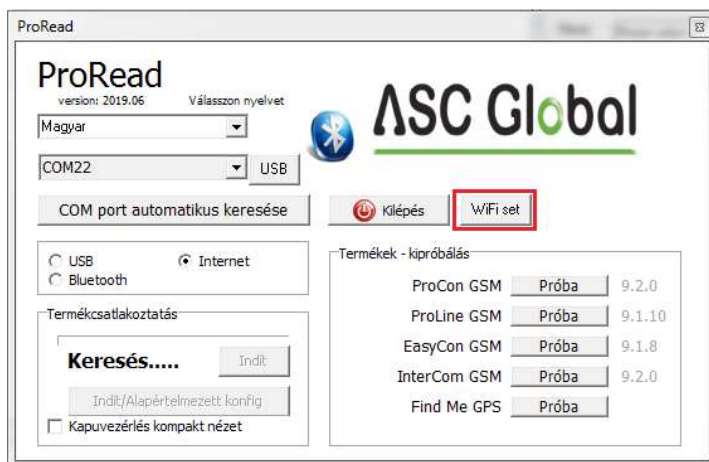 ProRead
ProRead
version: 2019.06
Válasszon nyelvet
Magyar
COM22
USB
COM port automatikus keresése
ASC Global
Kilépés
WiFi set
USB
Internet
Bluetooth
Termékcsatlakoztatás
Keresés.....
Indít
Indít/Alapértelmezett konfig
Kapuvezérlés kompakt nézet
Termékek - kipróbálás
ProCon GSM Próba 9.2.0
ProLine GSM Próba 9.1.10
EasyCon GSM Próba 9.1.8
InterCom GSM Próba 9.2.0
Find Me GPS Próba